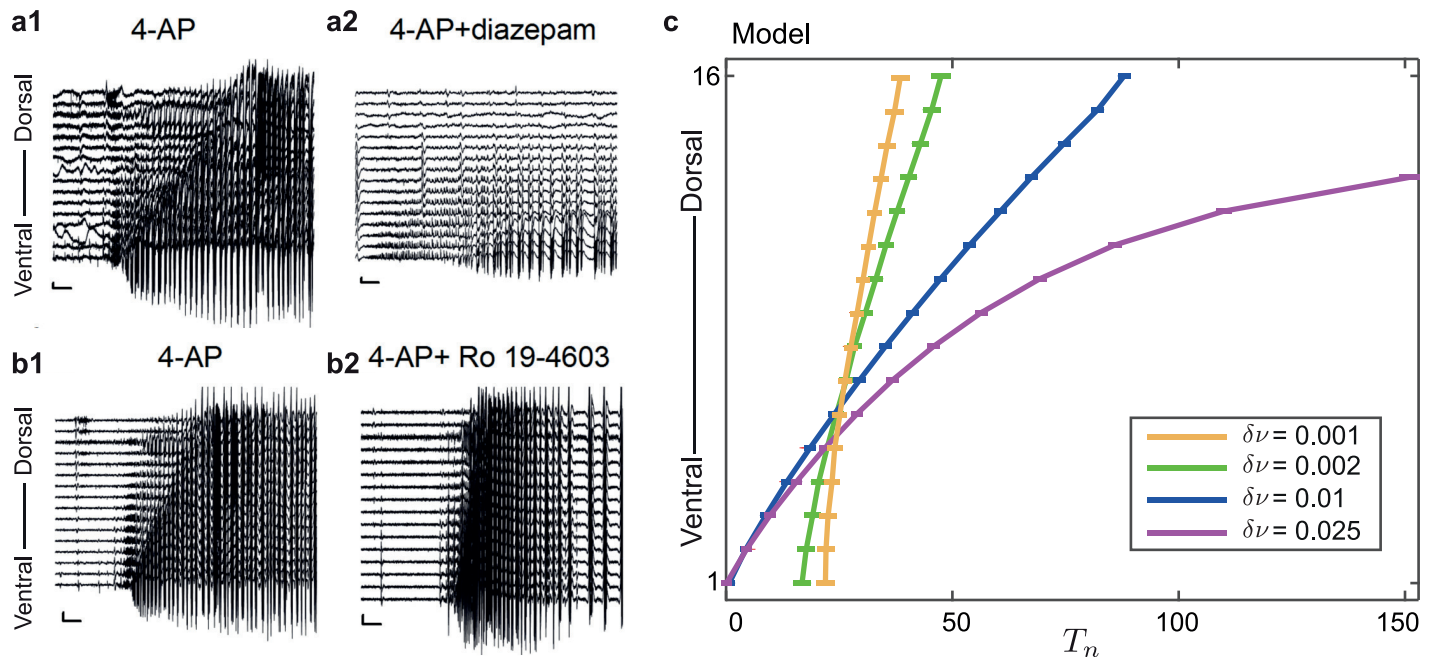 a1
4-AP
Ventral Dorsal
a2
4-AP+diazepam
b1
4-AP
Ventral Dorsal
b2
4-AP+ Ro 19-4603
c
Model
16
1
Ventral Dorsal
0 50 100 150
Tn
δν = 0.001
δν = 0.002
δν = 0.01
δν = 0.025